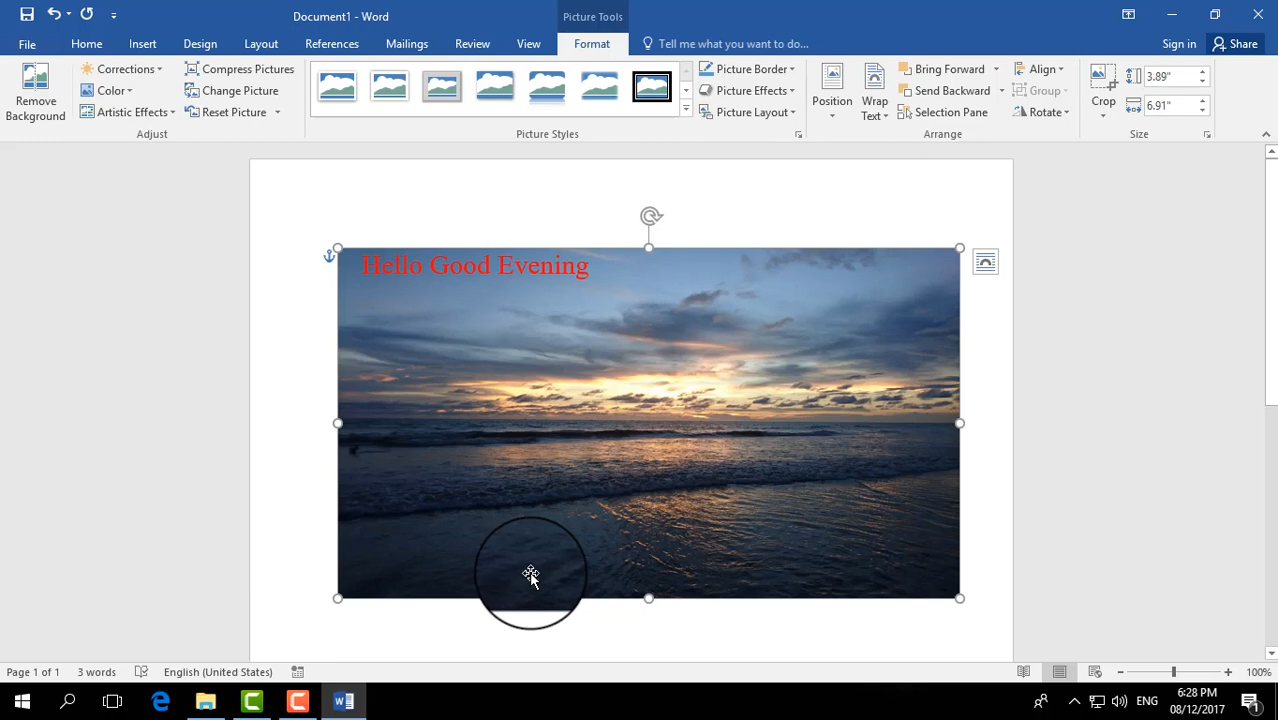 Document1 - Word
Picture Tools
File
Home
Insert
Design
Layout
References
Mailings
Review
View
Format
Tell me what you want to do...
Sign in
Share
Remove Background
Corrections
Color
Artistic Effects
Compress Pictures
Change Picture
Reset Picture
Adjust
Picture Styles
Picture Border
Picture Effects
Picture Layout
Position
Wrap Text
Bring Forward
Send Backward
Selection Pane
Align
Group
Rotate
Arrange
Crop
3.89"
6.91"
Size
Hello Good Evening
Page 1 of 1
3 words
English (United States)
100%
ENG
6:28 PM
08/12/2017
1